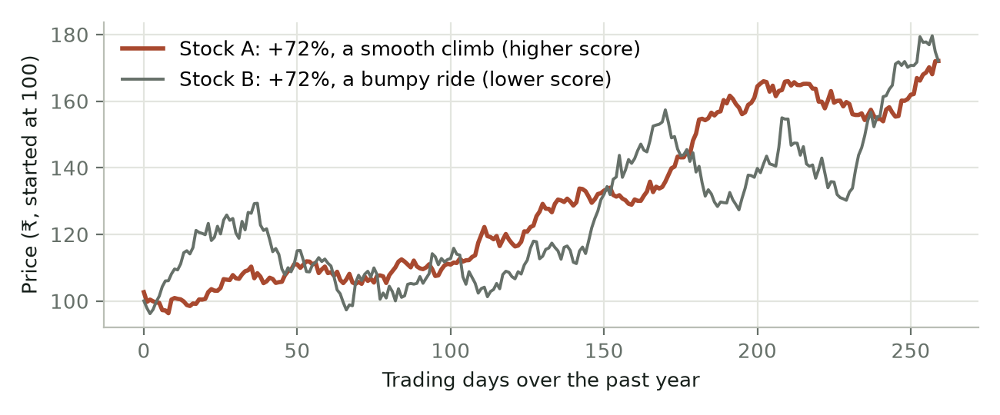 180
160
140
120
100
Price (₹, started at 100)
Stock A: +72%, a smooth climb (higher score)
Stock B: +72%, a bumpy ride (lower score)
0 50 100 150 200 250
Trading days over the past year